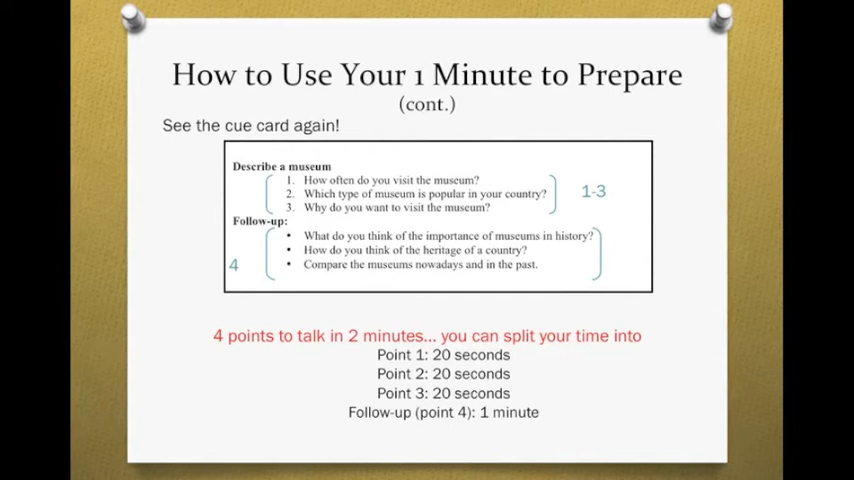 How to Use Your 1 Minute to Prepare
(cont.)
See the cue card again!
Describe a museum
1. How often do you visit the museum?
2. Which type of museum is popular in your country?
3. Why do you want to visit the museum?
1-3
Follow-up:
• What do you think of the importance of museums in history?
• How do you think of the heritage of a country?
• Compare the museums nowadays and in the past.
4
4 points to talk in 2 minutes... you can split your time into
Point 1: 20 seconds
Point 2: 20 seconds
Point 3: 20 seconds
Follow-up (point 4): 1 minute